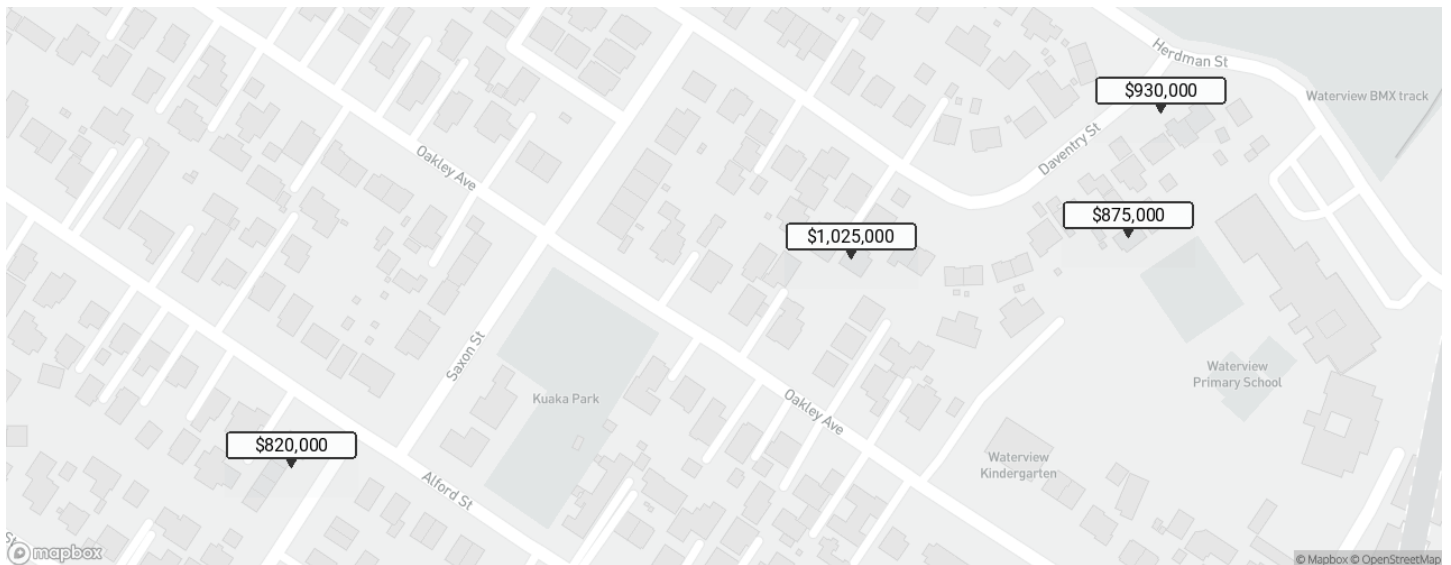 Herdman St
$930,000
Waterview BMX track
Daventry St
Oakley Ave
$875,000
$1,025,000
Saxon St
Waterview
Primary School
Kuaka Park
Oakley Ave
$820,000
Waterview
Kindergarten
Alford St
St
mapbox
© Mapbox © OpenStreetMap